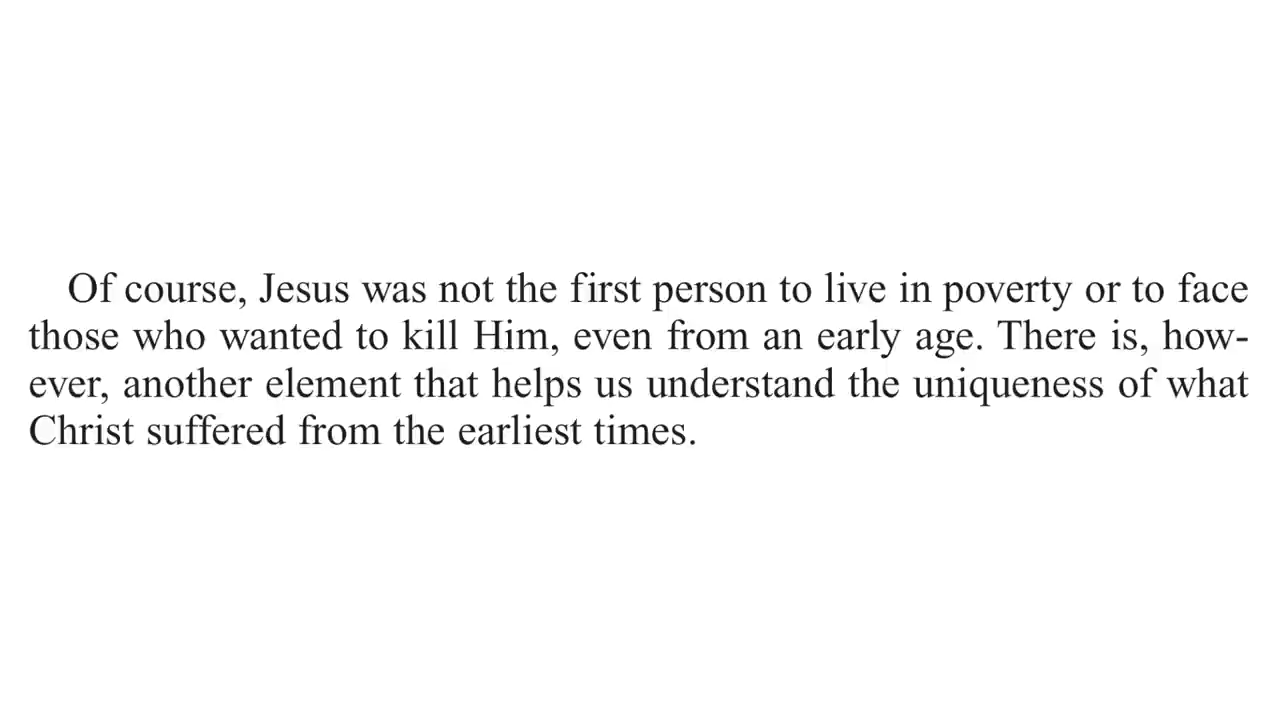 Of course, Jesus was not the first person to live in poverty or to face
those who wanted to kill Him, even from an early age. There is, how-
ever, another element that helps us understand the uniqueness of what
Christ suffered from the earliest times.